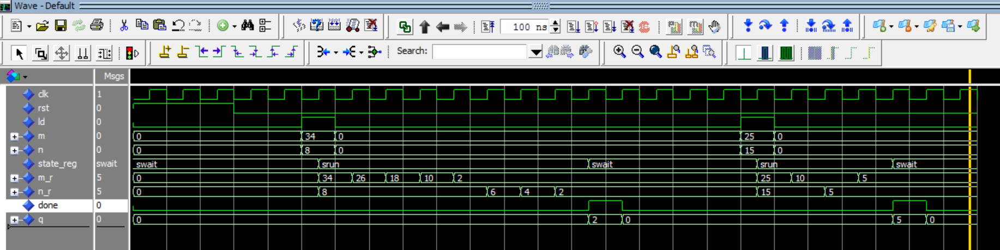 Wave - Default
100 ns
Search:
Msgs
clk 1
rst 0
ld 0
m 0 0 34 0 25 0
n 0 0 8 0 15 0
state_reg swait swait srun swait srun swait
m_r 5 0 34 26 18 10 2 25 10 5
n_r 5 0 8 6 4 2 15 5
done 0
q 0 0 2 0 5 0